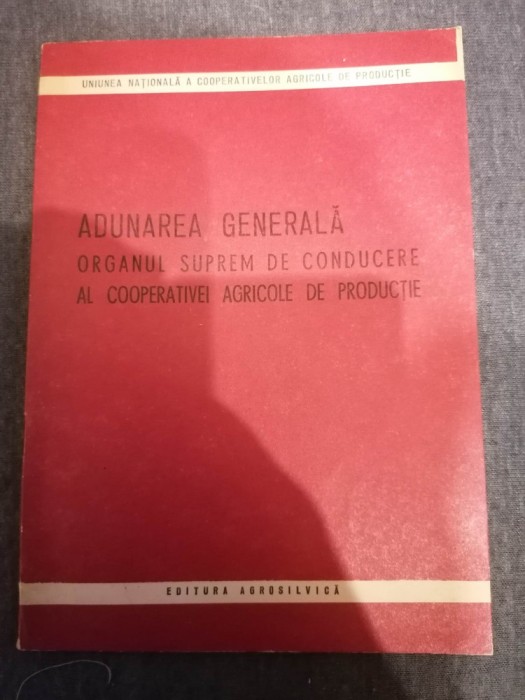 UNIUNEA NAȚIONALĂ A COOPERATIVELOR AGRICOLE DE PRODUCȚIE
ADUNAREA GENERALĂ
ORGANUL SUPREM DE CONDUCERE
AL COOPERATIVEI AGRICOLE DE PRODUCȚIE
EDITURA AGROSILVICĂ